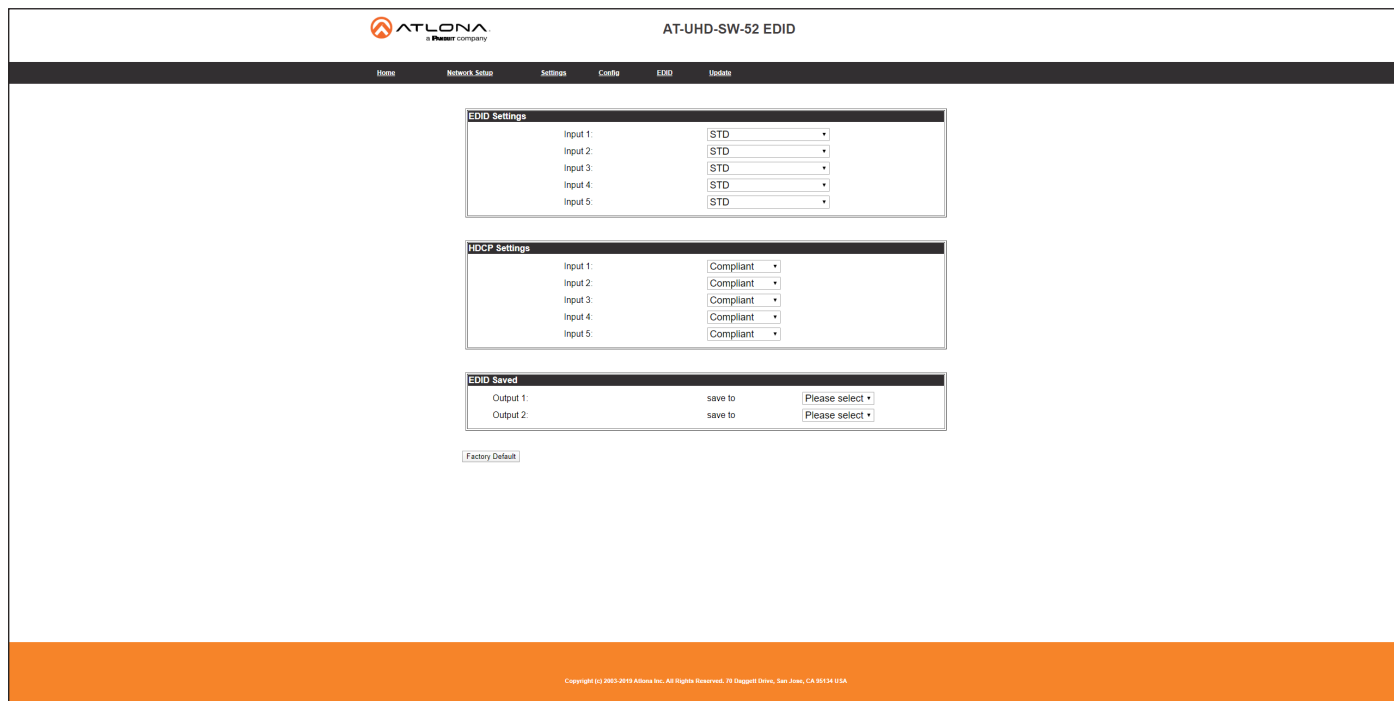 ATLONA
a PANDUIT company
AT-UHD-SW-52 EDID
Home Network Setup Settings Config EDID Update
EDID Settings
Input 1: STD
Input 2: STD
Input 3: STD
Input 4: STD
Input 5: STD
HDCP Settings
Input 1: Compliant
Input 2: Compliant
Input 3: Compliant
Input 4: Compliant
Input 5: Compliant
EDID Saved
Output 1: save to Please select
Output 2: save to Please select
Factory Default
Copyright (c) 2003-2019 Atlona Inc. All Rights Reserved. 70 Daggett Drive, San Jose, CA 95134 USA